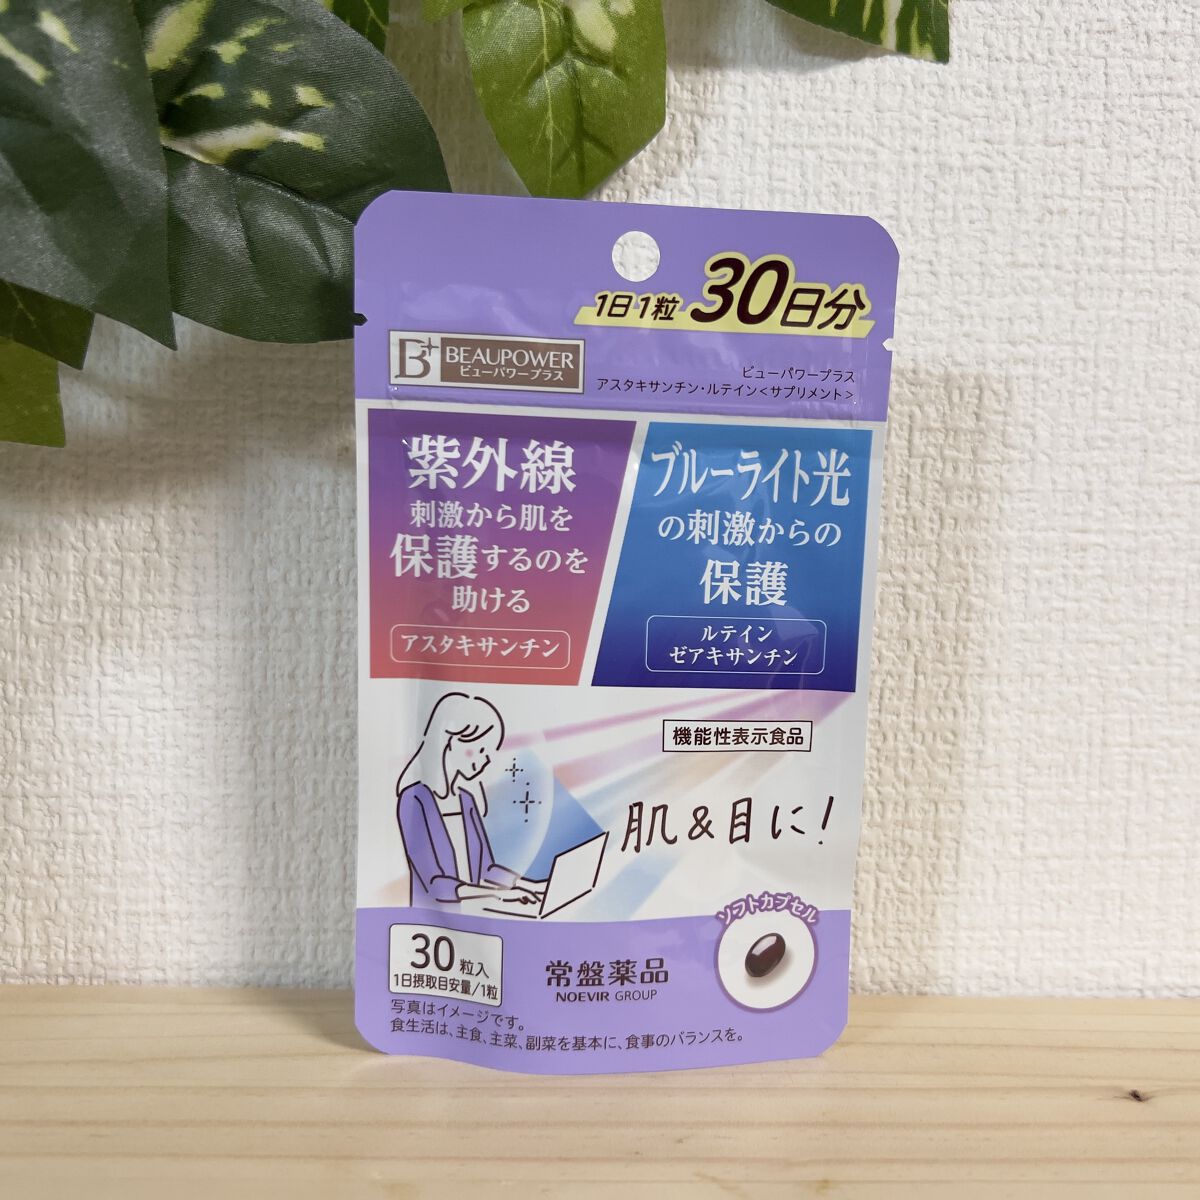 1日1粒 30日分
B+ BEAUPOWER
ビューパワープラス
ビューパワープラス
アスタキサンチン・ルテイン<サプリメント>
紫外線
刺激から肌を
保護するのを
助ける
アスタキサンチン
ブルーライト光
の刺激からの
保護
ルテイン
ゼアキサンチン
機能性表示食品
肌&目に!
ソフトカプセル
30粒入
1日摂取目安量/1粒
常盤薬品
NOEVIR GROUP
写真はイメージです。
食生活は、主食、主菜、副菜を基本に、食事のバランスを。